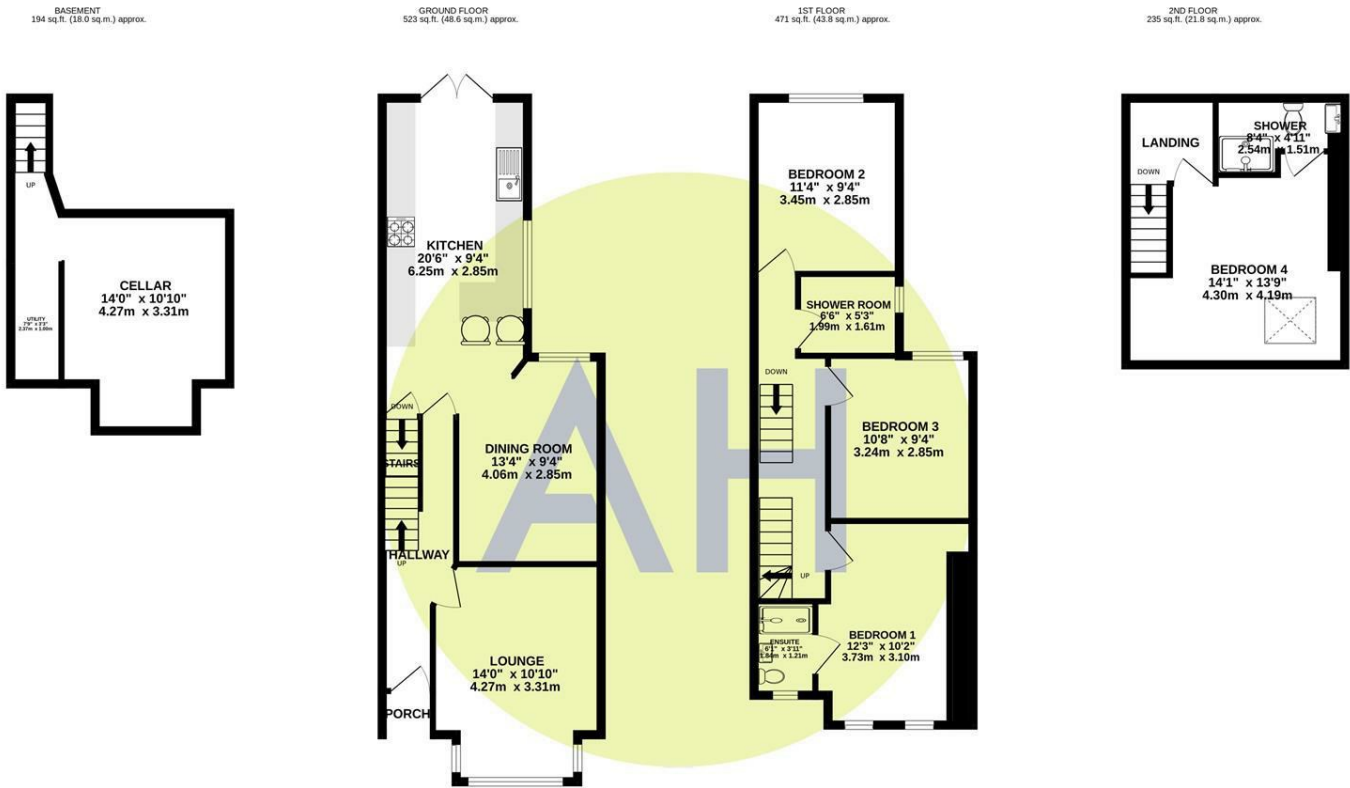 BASEMENT
194 sq.ft. (18.0 sq.m.) approx.
UP
CELLAR
14'0" x 10'10"
4.27m x 3.31m
UTILITY
GROUND FLOOR
523 sq.ft. (48.6 sq.m.) approx.
KITCHEN
20'6" x 9'4"
6.25m x 2.85m
DOWN
STAIRS
DINING ROOM
13'4" x 9'4"
4.06m x 2.85m
HALLWAY
UP
LOUNGE
14'0" x 10'10"
4.27m x 3.31m
PORCH
1ST FLOOR
471 sq.ft. (43.8 sq.m.) approx.
BEDROOM 2
11'4" x 9'4"
3.45m x 2.85m
SHOWER ROOM
6'6" x 5'3"
1.99m x 1.61m
DOWN
BEDROOM 3
10'8" x 9'4"
3.24m x 2.85m
UP
ENSUITE
6'1" x 3'11"
x 1.21m
BEDROOM 1
12'3" x 10'2"
3.73m x 3.10m
2ND FLOOR
235 sq.ft. (21.8 sq.m.) approx.
LANDING
SHOWER
8'4" x 4'11"
2.54m x 1.51m
DOWN
BEDROOM 4
14'1" x 13'9"
4.30m x 4.19m
AH